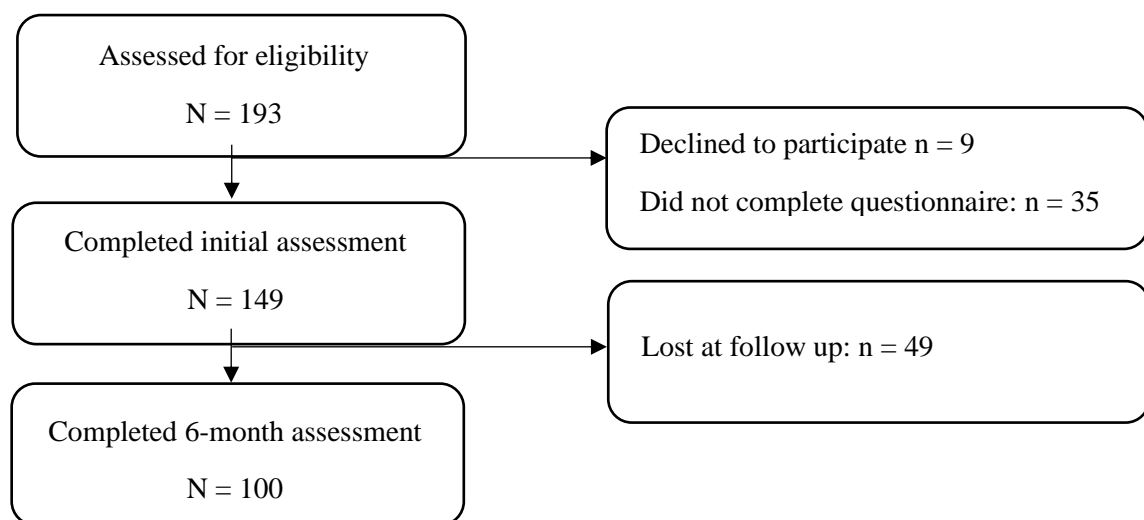 Assessed for eligibility
N = 193
Declined to participate n = 9
Did not complete questionnaire: n = 35
Completed initial assessment
N = 149
Lost at follow up: n = 49
Completed 6-month assessment
N = 100